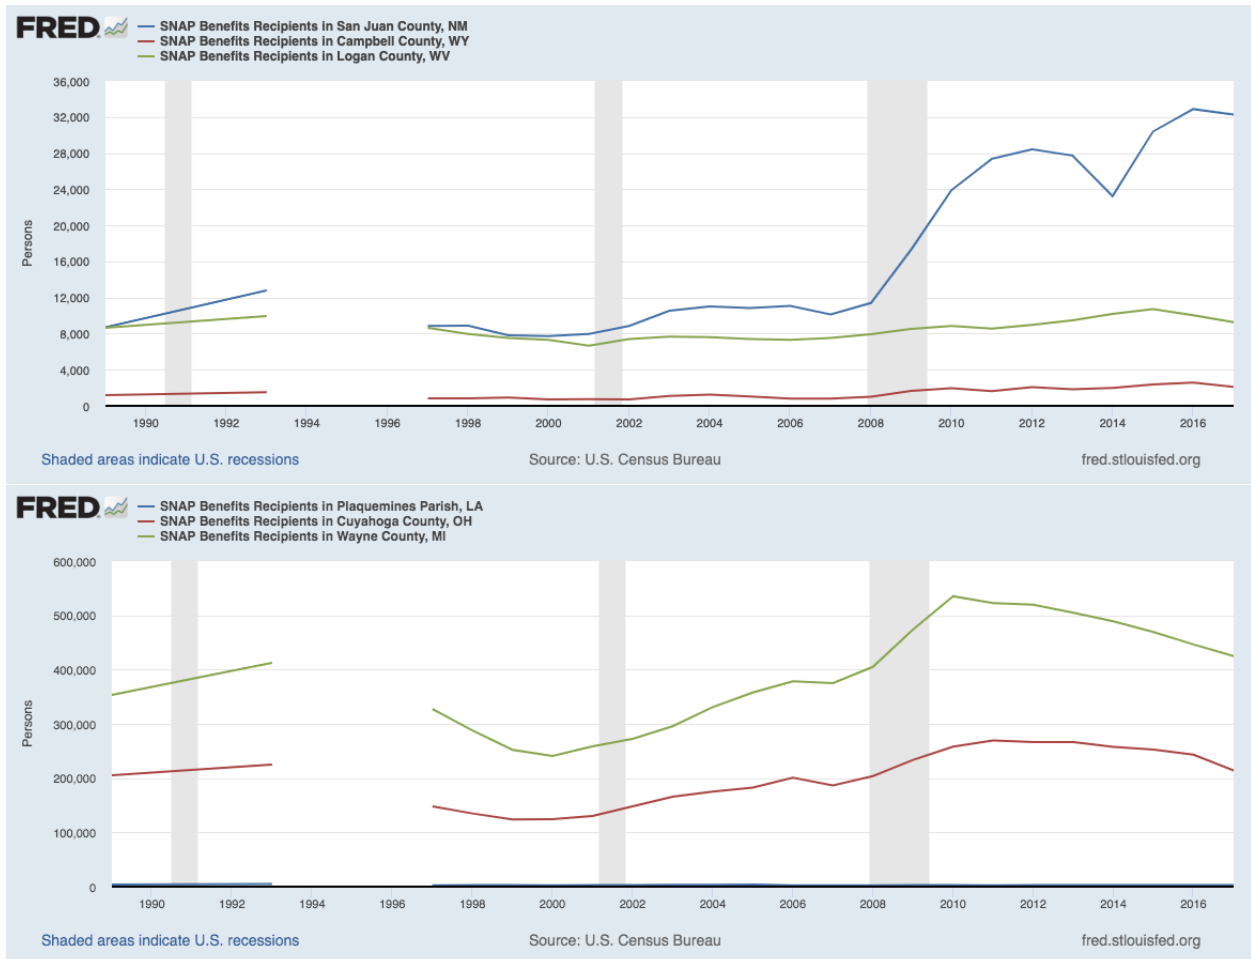 FRED
SNAP Benefits Recipients in San Juan County, NM
SNAP Benefits Recipients in Campbell County, WY
SNAP Benefits Recipients in Logan County, WV
36,000
32,000
28,000
24,000
20,000
16,000
12,000
8,000
4,000
0
Persons
1990 1992 1994 1996 1998 2000 2002 2004 2006 2008 2010 2012 2014 2016
Shaded areas indicate U.S. recessions Source: U.S. Census Bureau fred.stlouisfed.org
FRED
SNAP Benefits Recipients in Plaquemines Parish, LA
SNAP Benefits Recipients in Cuyahoga County, OH
SNAP Benefits Recipients in Wayne County, MI
600,000
500,000
400,000
300,000
200,000
100,000
0
Persons
1990 1992 1994 1996 1998 2000 2002 2004 2006 2008 2010 2012 2014 2016
Shaded areas indicate U.S. recessions Source: U.S. Census Bureau fred.stlouisfed.org